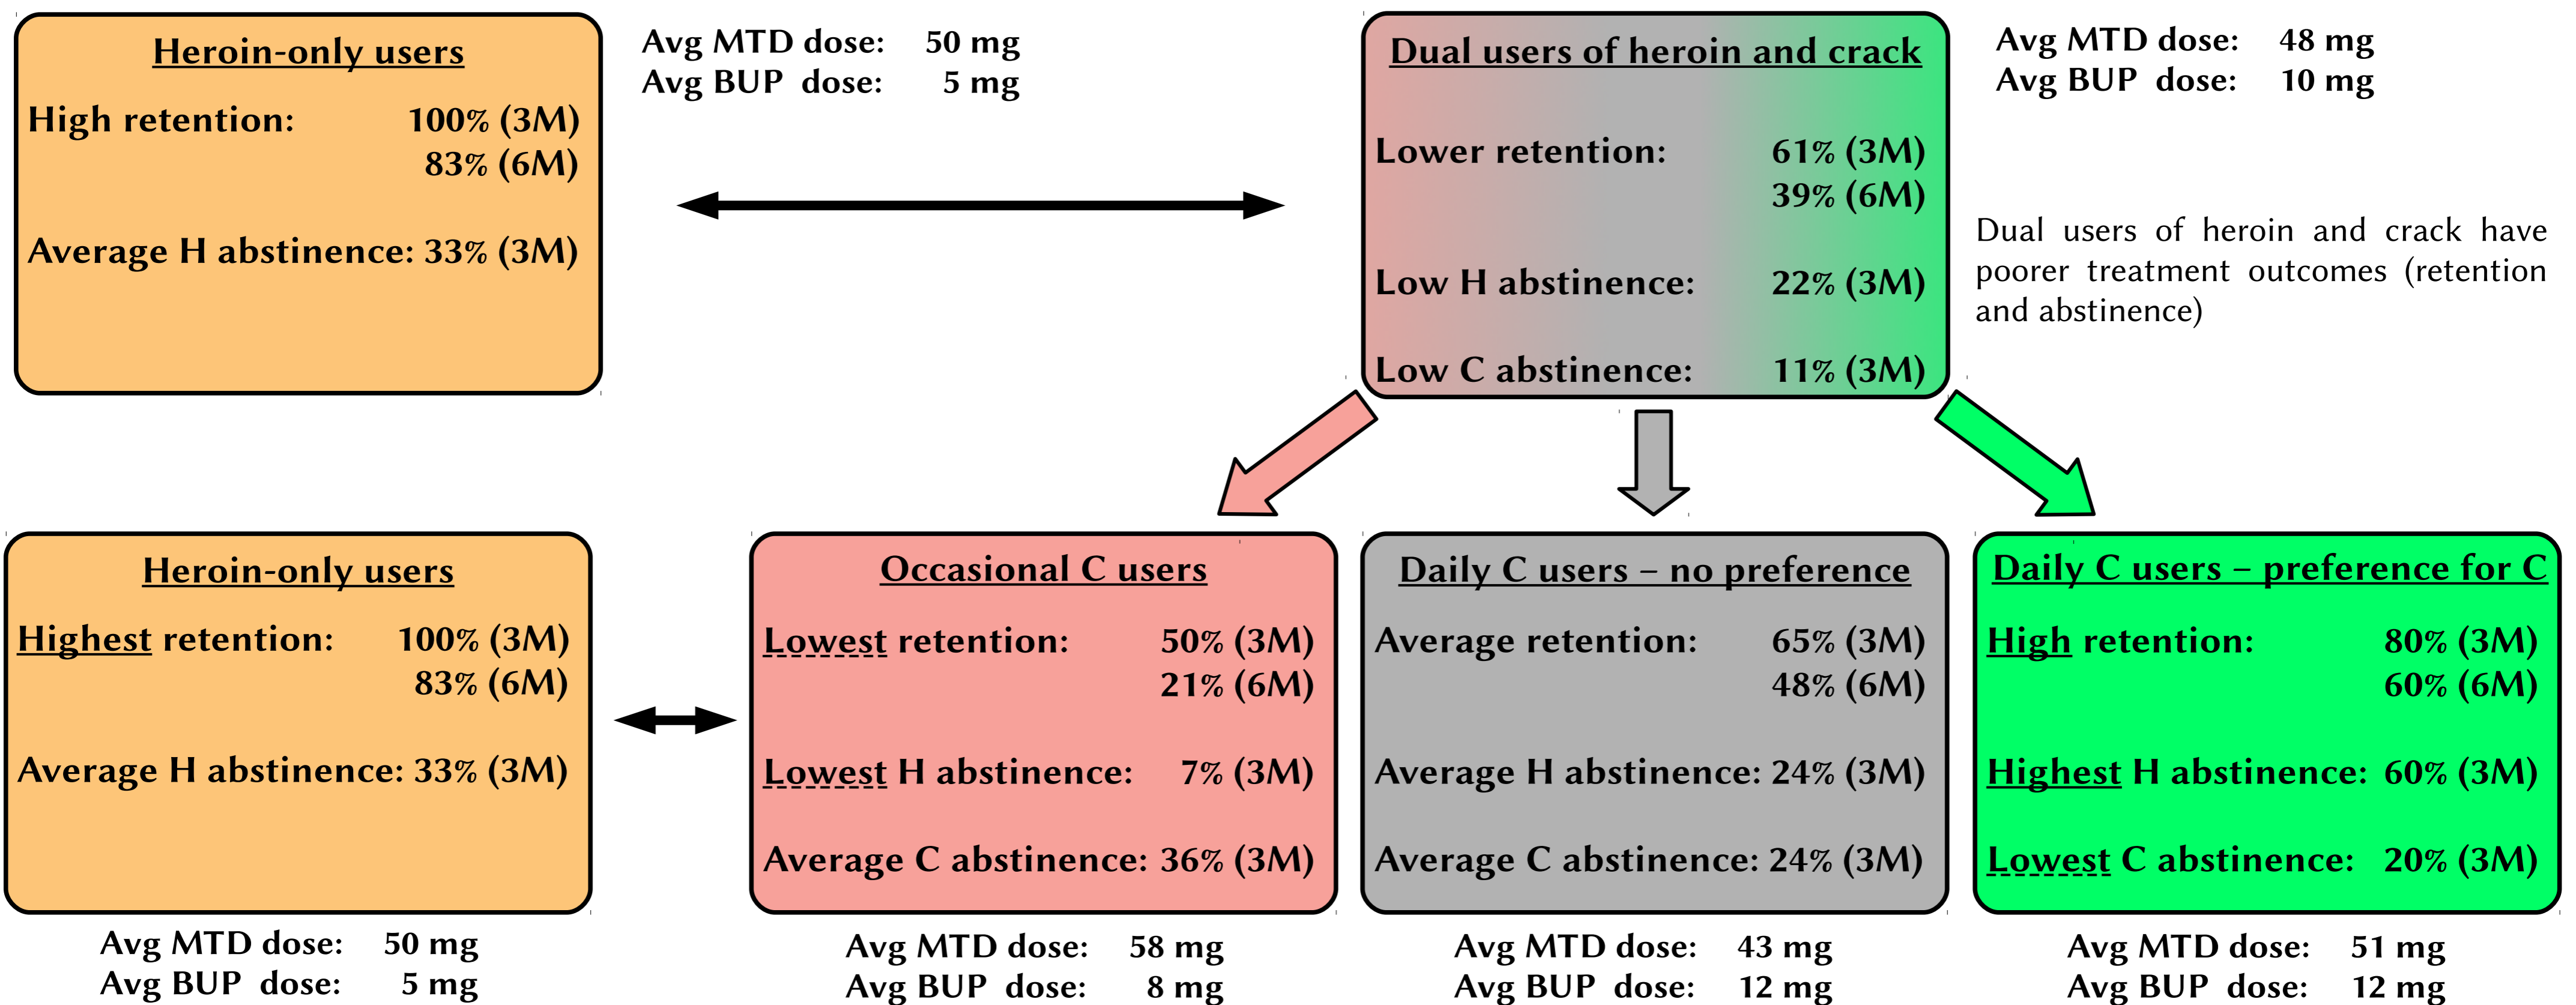 Heroin-only users
High retention: 100% (3M)
83% (6M)
Average H abstinence: 33% (3M)
Avg MTD dose: 50 mg
Avg BUP dose: 5 mg
Dual users of heroin and crack
Lower retention: 61% (3M)
39% (6M)
Low H abstinence: 22% (3M)
Low C abstinence: 11% (3M)
Avg MTD dose: 48 mg
Avg BUP dose: 10 mg
Dual users of heroin and crack have
poorer treatment outcomes (retention
and abstinence)
Heroin-only users
Highest retention: 100% (3M)
83% (6M)
Average H abstinence: 33% (3M)
Avg MTD dose: 50 mg
Avg BUP dose: 5 mg
Occasional C users
Lowest retention: 50% (3M)
21% (6M)
Lowest H abstinence: 7% (3M)
Average C abstinence: 36% (3M)
Avg MTD dose: 58 mg
Avg BUP dose: 8 mg
Daily C users – no preference
Average retention: 65% (3M)
48% (6M)
Average H abstinence: 24% (3M)
Average C abstinence: 24% (3M)
Avg MTD dose: 43 mg
Avg BUP dose: 12 mg
Daily C users – preference for C
High retention: 80% (3M)
60% (6M)
Highest H abstinence: 60% (3M)
Lowest C abstinence: 20% (3M)
Avg MTD dose: 51 mg
Avg BUP dose: 12 mg